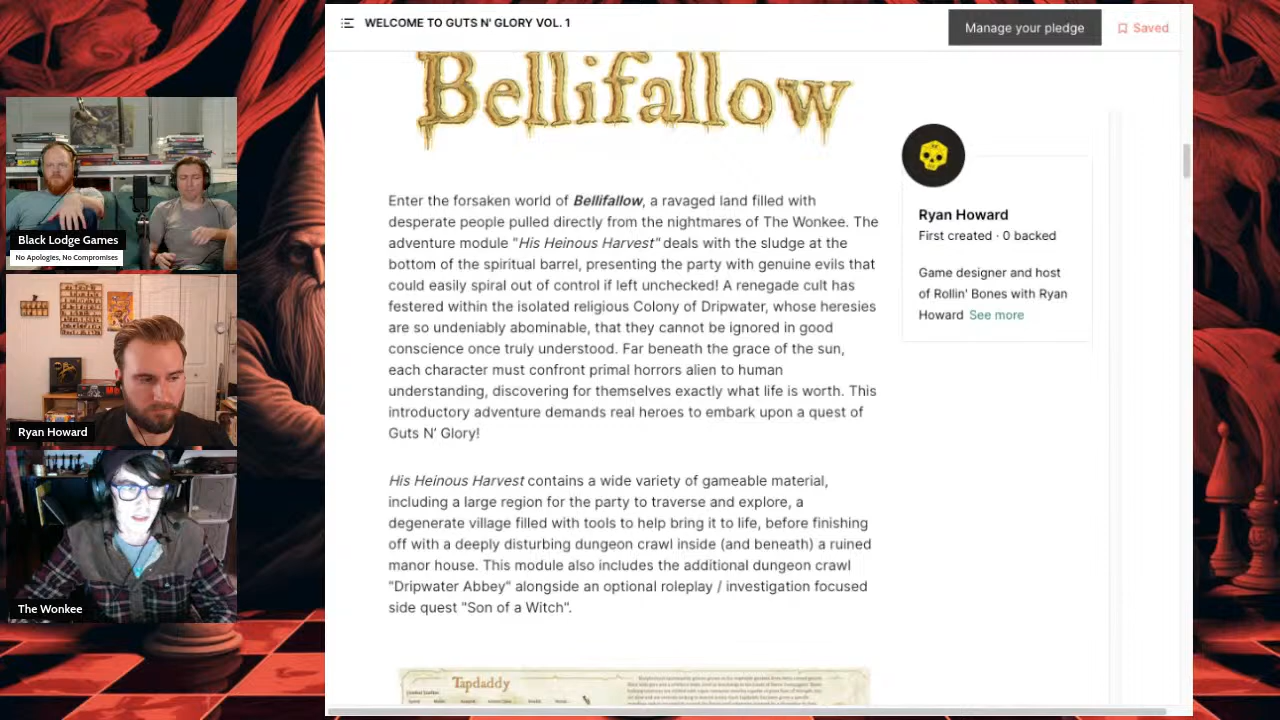 WELCOME TO GUTS N' GLORY VOL. 1
Manage your pledge
Saved
Bellifallow
Enter the forsaken world of Bellifallow, a ravaged land filled with
desperate people pulled directly from the nightmares of The Wonkee. The
adventure module "His Heinous Harvest" deals with the sludge at the
bottom of the spiritual barrel, presenting the party with genuine evils that
could easily spiral out of control if left unchecked! A renegade cult has
festered within the isolated religious Colony of Dripwater, whose heresies
are so undeniably abominable, that they cannot be ignored in good
conscience once truly understood. Far beneath the grace of the sun,
each character must confront primal horrors alien to human
understanding, discovering for themselves exactly what life is worth. This
introductory adventure demands real heroes to embark upon a quest of
Guts N’ Glory!
His Heinous Harvest contains a wide variety of gameable material,
including a large region for the party to traverse and explore, a
degenerate village filled with tools to help bring it to life, before finishing
off with a deeply disturbing dungeon crawl inside (and beneath) a ruined
manor house. This module also includes the additional dungeon crawl
"Dripwater Abbey" alongside an optional roleplay / investigation focused
side quest "Son of a Witch".
Tapdaddy
Ryan Howard
First created · 0 backed
Game designer and host
of Rollin' Bones with Ryan
Howard See more
Black Lodge Games
No Apologies, No Compromises
Ryan Howard
The Wonkee